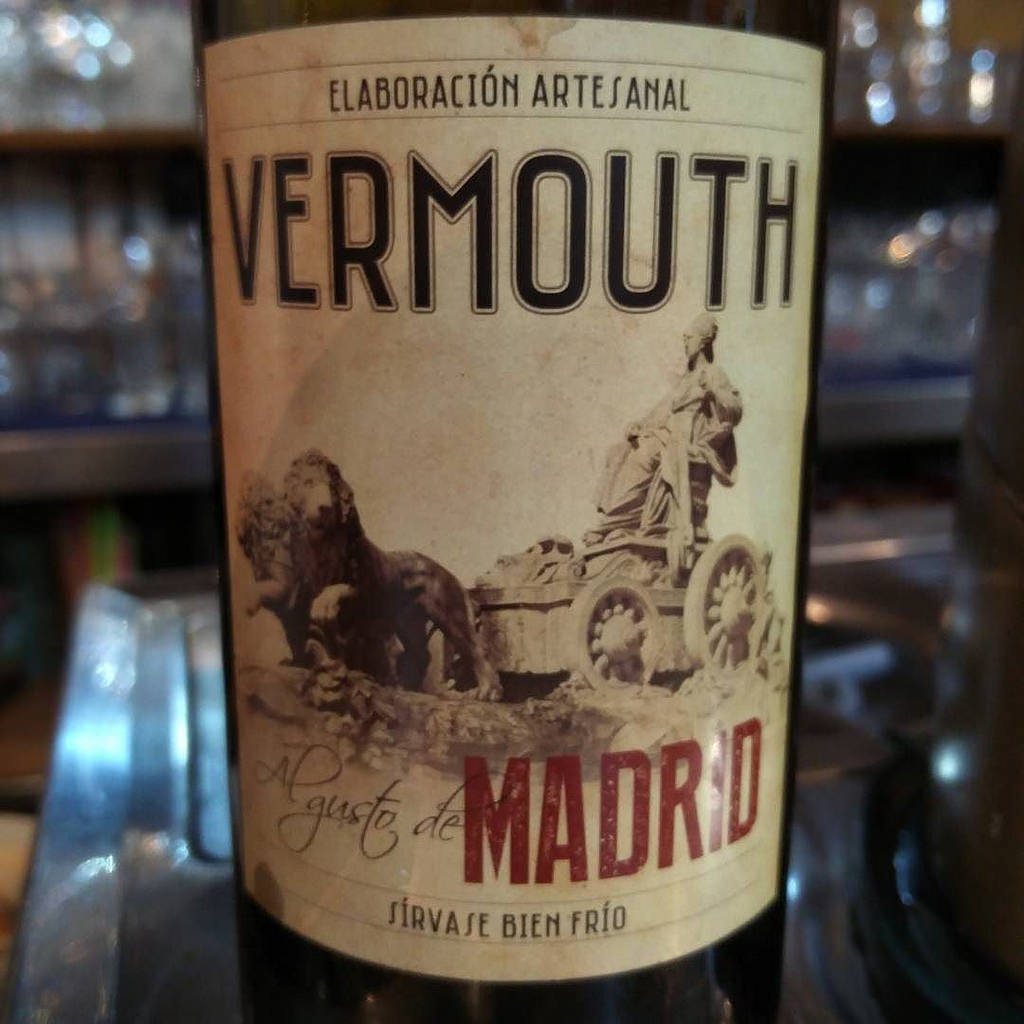 ELABORACIÓN ARTESANAL
VERMOUTH
Al gusto de MADRID
SÍRVASE BIEN FRÍO